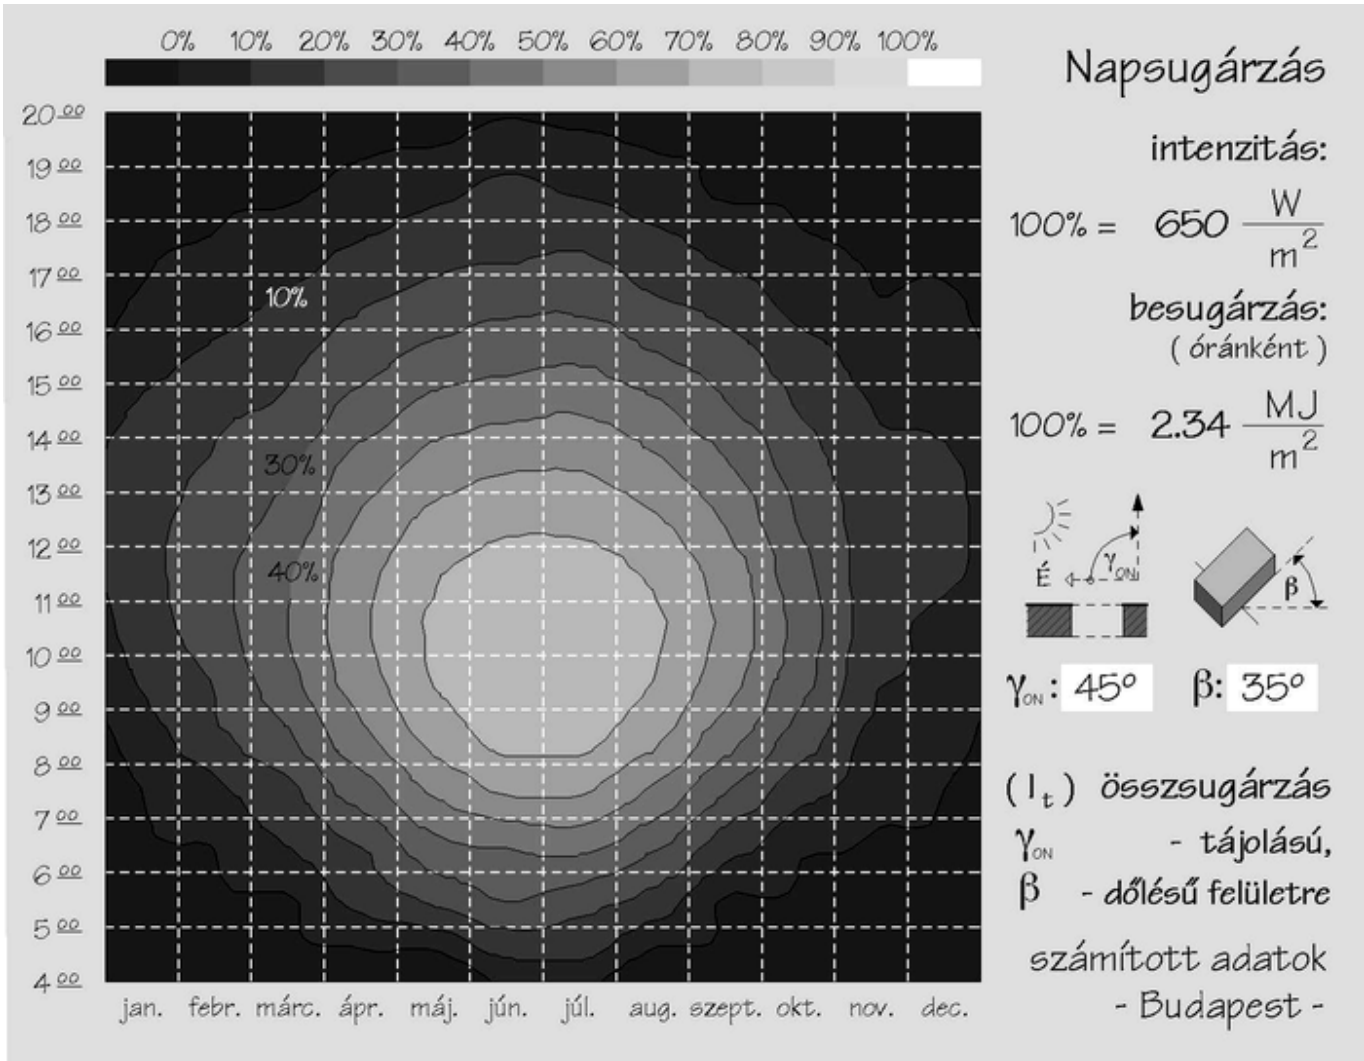 0% 10% 20% 30% 40% 50% 60% 70% 80% 90% 100%
20 00
19 00
18 00
17 00
16 00
15 00
14 00
13 00
12 00
11 00
10 00
9 00
8 00
7 00
6 00
5 00
4 00
10%
30%
40%
jan. febr. márc. ápr. máj. jún. júl. aug. szept. okt. nov. dec.
Napsugárzás
intenzitás:
100% = 650 W/m²
besugárzás:
( óránként )
100% = 2.34 MJ/m²
É γON β
γON : 45° β: 35°
( I t ) összsugárzás
γON - tájolású,
β - dőlésű felületre
számított adatok
- Budapest -